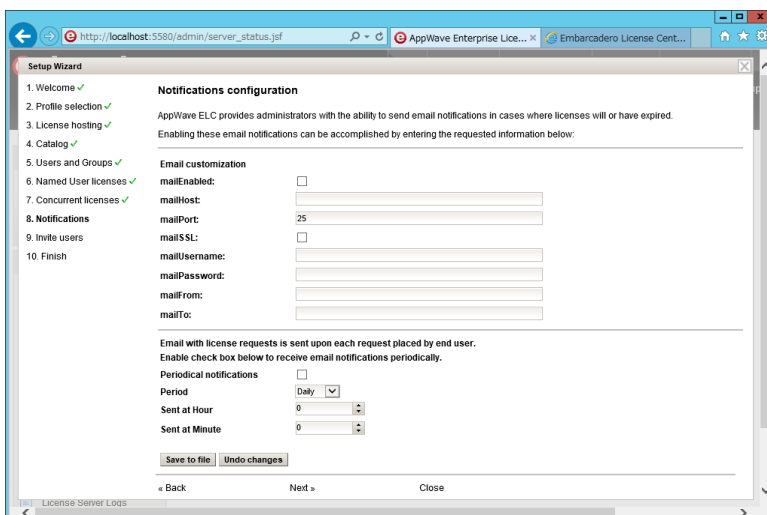 http://localhost:5580/admin/server_status.jsf
AppWave Enterprise Lice...
Embarcadero License Cent...
Setup Wizard
1. Welcome
2. Profile selection
3. License hosting
4. Catalog
5. Users and Groups
6. Named User licenses
7. Concurrent licenses
8. Notifications
9. Invite users
10. Finish
Notifications configuration
AppWave ELC provides administrators with the ability to send email notifications in cases where licenses will or have expired.
Enabling these email notifications can be accomplished by entering the requested information below:
Email customization
mailEnabled:
mailHost:
mailPort: 25
mailSSL:
mailUsername:
mailPassword:
mailFrom:
mailTo:
Email with license requests is sent upon each request placed by end user.
Enable check box below to receive email notifications periodically.
Periodical notifications
Period Daily
Sent at Hour 0
Sent at Minute 0
Save to file Undo changes
« Back Next » Close
License Server Logs